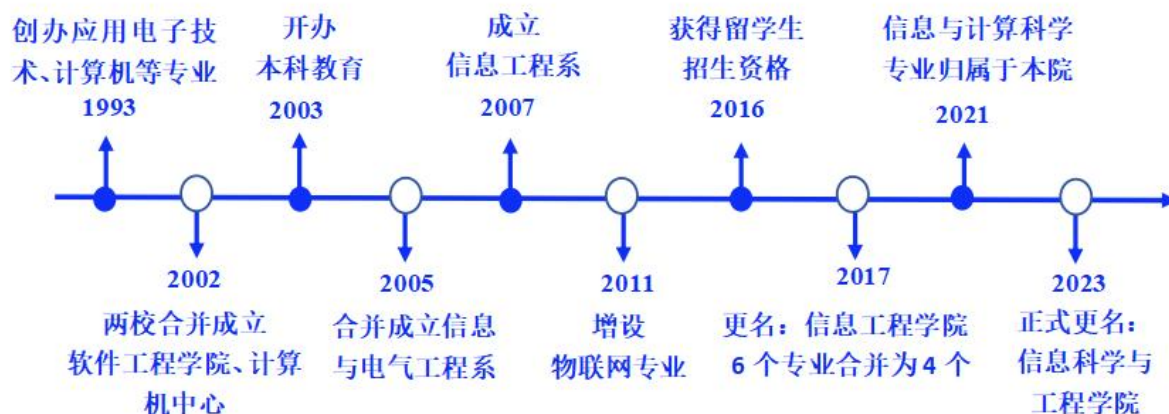 创办应用电子技
术、计算机等专业
1993
开办
本科教育
2003
成立
信息工程系
2007
获得留学生
招生资格
2016
信息与计算科学
专业归属于本院
2021
2002
两校合并成立
软件工程学院、计算
机中心
2005
合并成立信息
与电气工程系
2011
增设
物联网专业
2017
更名：信息工程学院
6个专业合并为4个
2023
正式更名：
信息科学与
工程学院